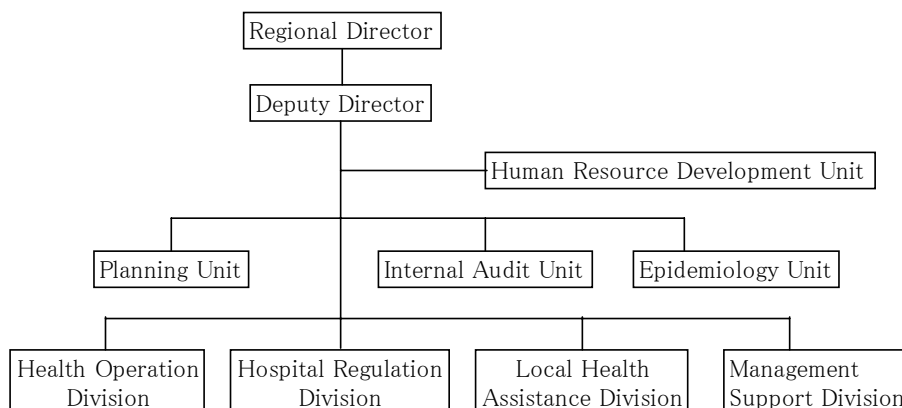 Regional Director
Deputy Director
Human Resource Development Unit
Planning Unit
Internal Audit Unit
Epidemiology Unit
Health Operation
Division
Hospital Regulation
Division
Local Health
Assistance Division
Management
Support Division